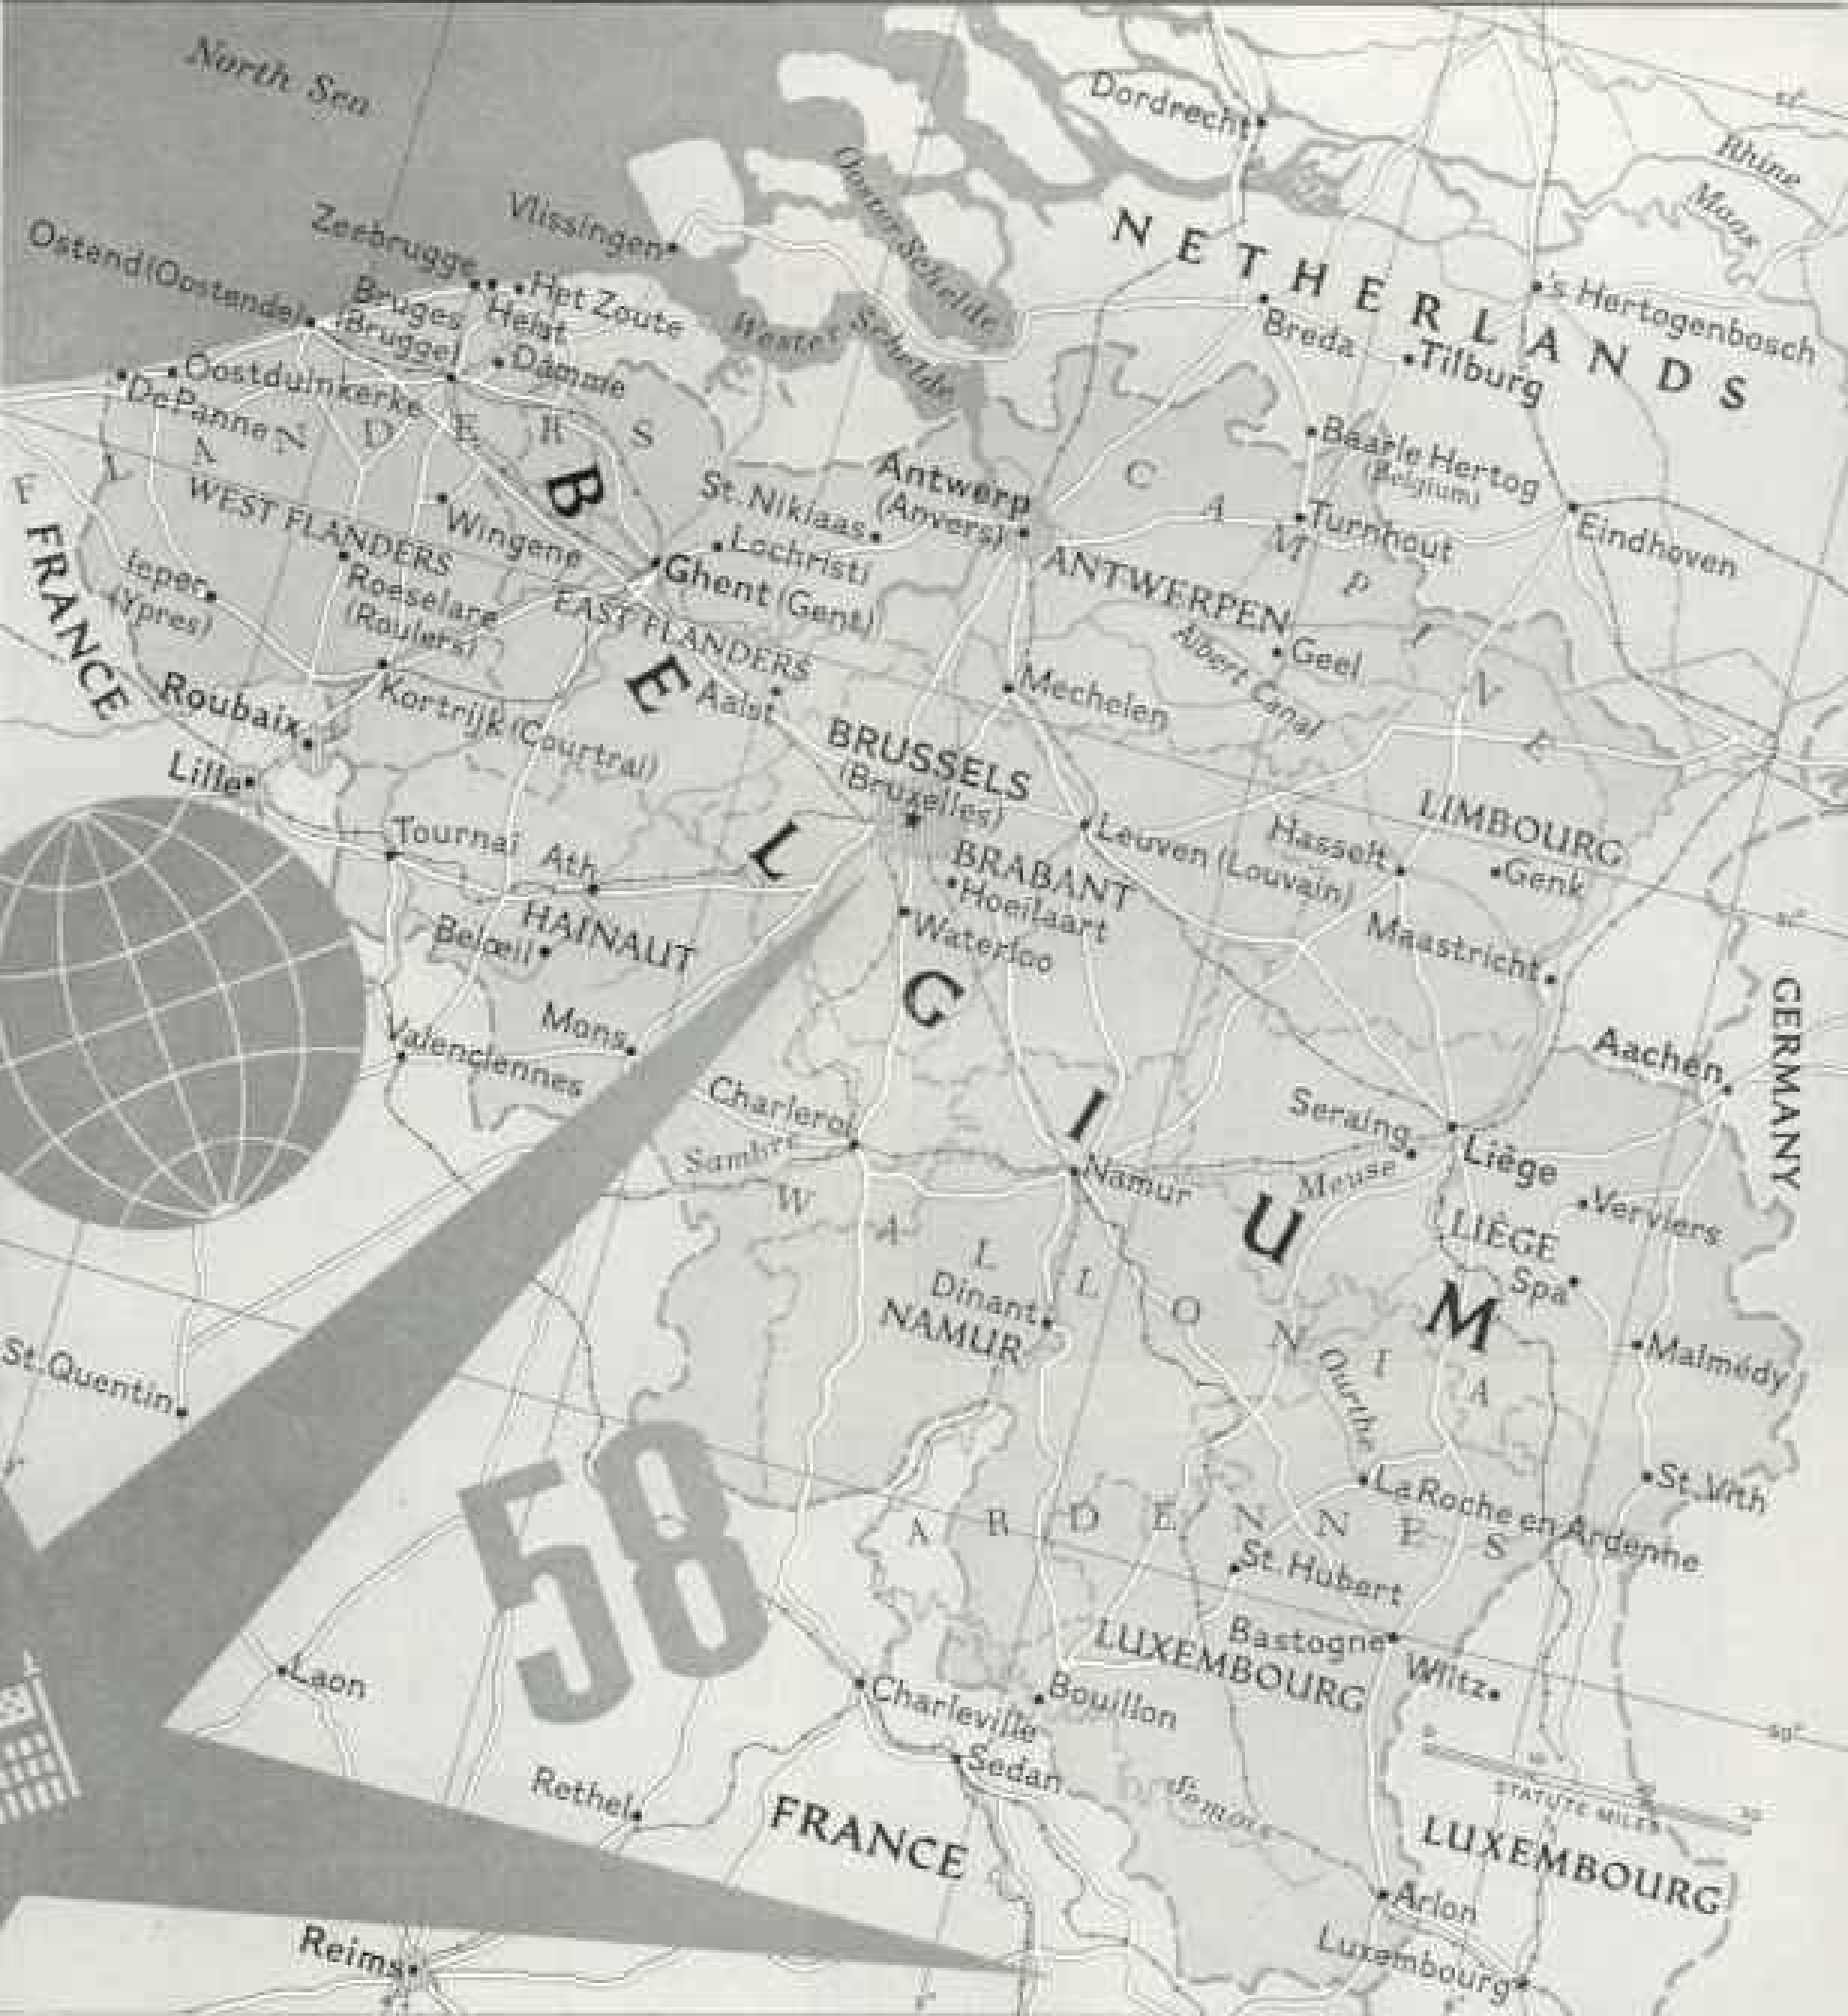 North Sea
Dordrecht
51°
Rhine
Maas
Ooster Schelde
Vlissingen
Zeebrugge
Ostend (Oostende)
Het Zoute
Bruges
(Brugge)
Heist
Damme
Wester Schelde
NETHERLANDS
's Hertogenbosch
Breda
Tilburg
Oostduinkerke
DePanne
FLANDERS
Baarle Hertog
(Belgium)
Antwerp
(Anvers)
St. Niklaas
CAMPINE
Turnhout
Eindhoven
WEST FLANDERS
Wingene
Lochristi
FRANCE
Ieper
(Ypres)
Roeselare
(Roulers)
Ghent (Gent)
EAST FLANDERS
ANTWERPEN
Albert Canal
Geel
Roubaix
Kortrijk (Courtrai)
Aalst
Mechelen
BELGIUM
BRUSSELS
(Bruxelles)
Lille
LIMBOURG
Tournai
Ath
Leuven (Louvain)
Hasselt
Genk
BRABANT
Hoeilaart
Waterloo
HAINAUT
Belœil
Maastricht
GERMANY
Mons
Valenciennes
Aachen
Charleroi
Sambre
Seraing
Liège
Meuse
Namur
Verviers
WALLONIA
LIÈGE
Spa
Dinant
NAMUR
Ourthe
Malmédy
St. Quentin
58
ARDENNES
LaRoche en Ardenne
St. Vith
St. Hubert
Bastogne
LUXEMBOURG
Wiltz
50°
Laon
Charleville
Bouillon
Sedan
Semois
STATUTE MILES
Rethel
FRANCE
LUXEMBOURG
Arlon
Luxembourg
Reims